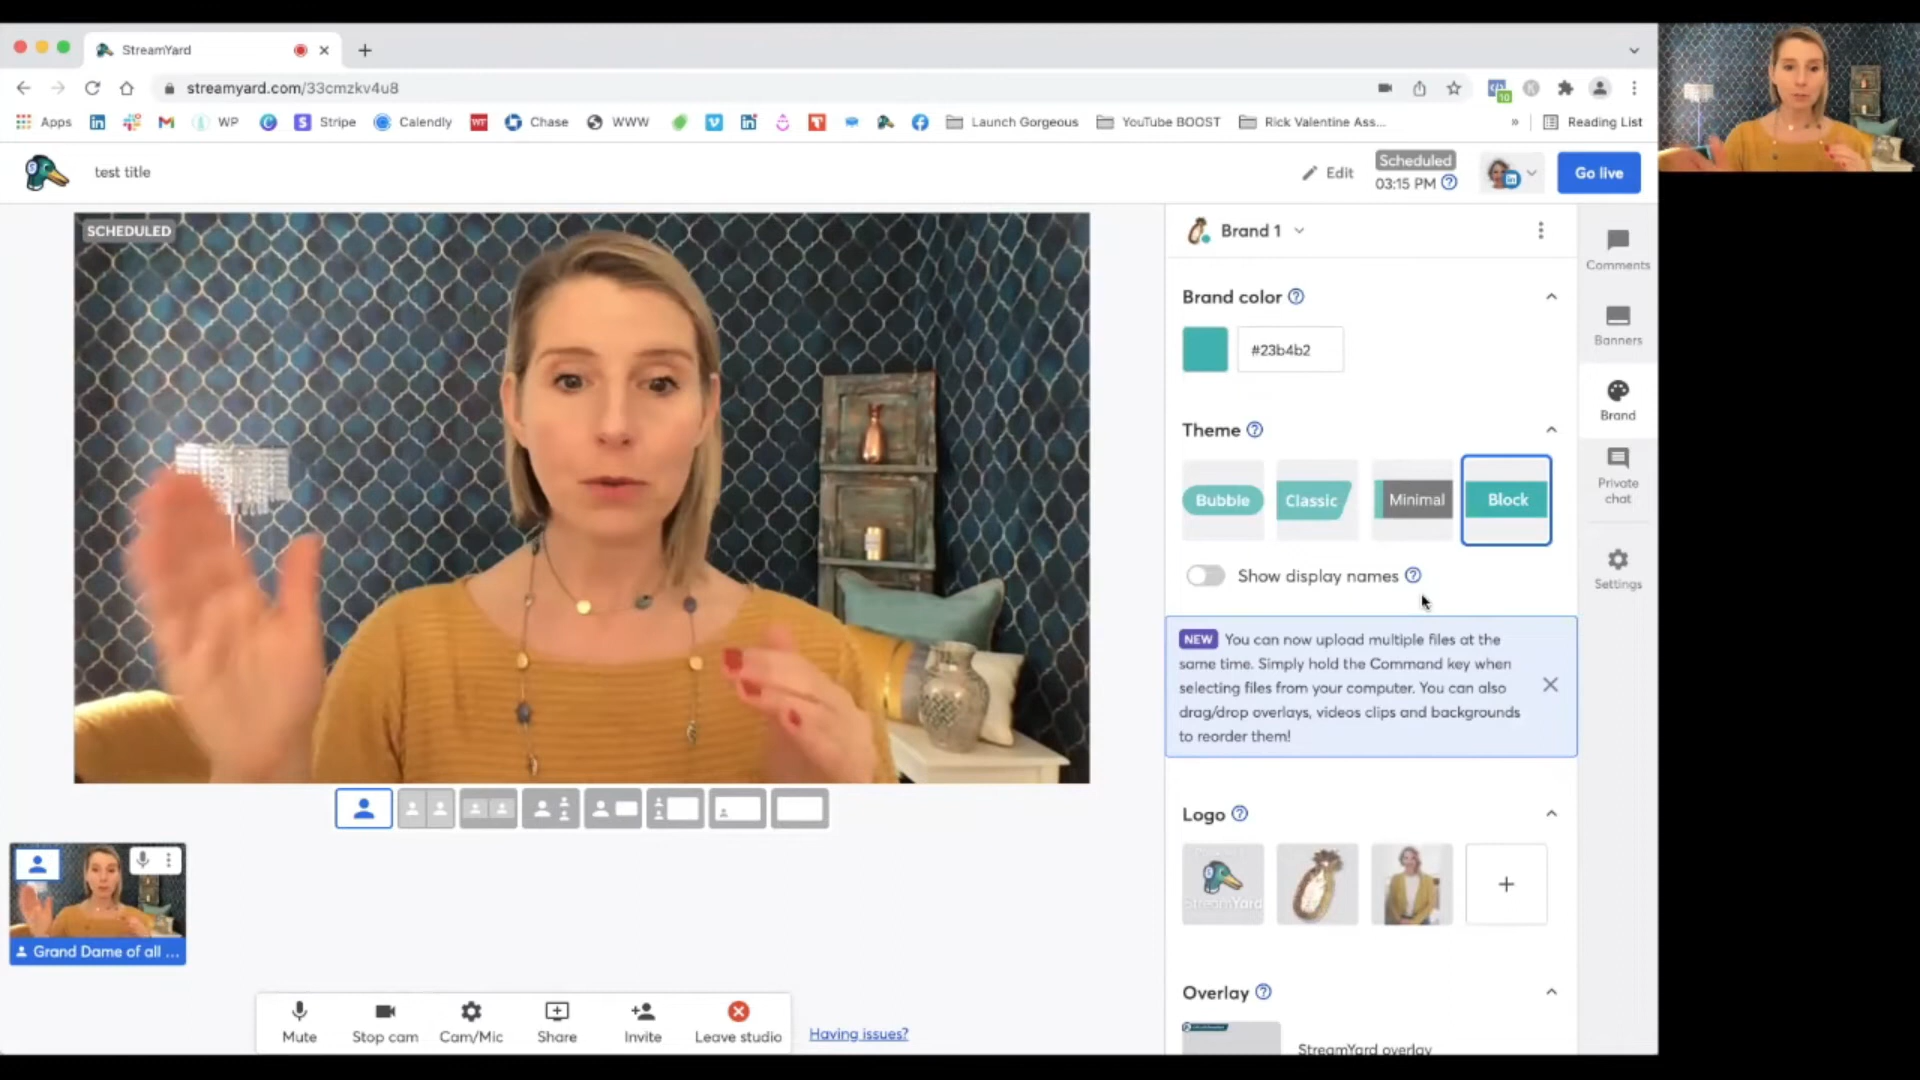 StreamYard
streamyard.com/33cmzkv4u8
10
Apps
WP
Stripe
Calendly
WF
Chase
WWW
Launch Gorgeous
YouTube BOOST
Rick Valentine Ass...
»
Reading List
test title
Edit
Scheduled
03:15 PM
Go live
SCHEDULED
Brand 1
Comments
Brand color
#23b4b2
Banners
Brand
Theme
Bubble
Classic
Minimal
Block
Private
chat
Show display names
Settings
NEW You can now upload multiple files at the
same time. Simply hold the Command key when
selecting files from your computer. You can also
drag/drop overlays, videos clips and backgrounds
to reorder them!
Logo
StreamYard
Grand Dame of all ...
Overlay
StreamYard overlay
Mute
Stop cam
Cam/Mic
Share
Invite
Leave studio
Having issues?